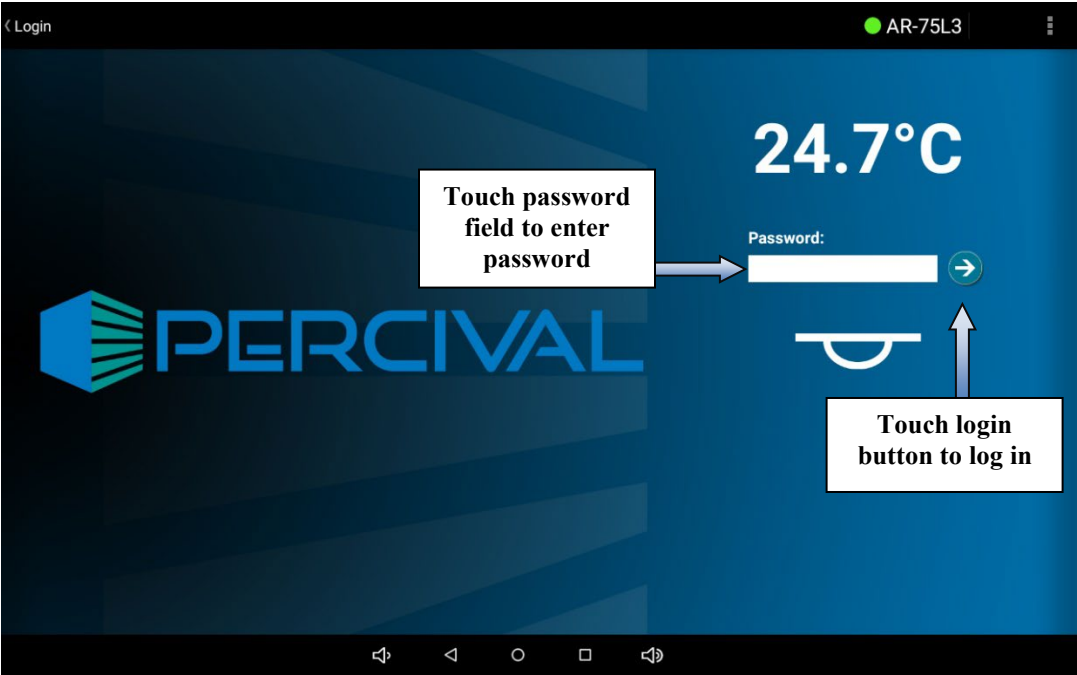 Login
AR-75L3
24.7°C
Touch password
field to enter
password
Password:
PERCIVAL
Touch login
button to log in